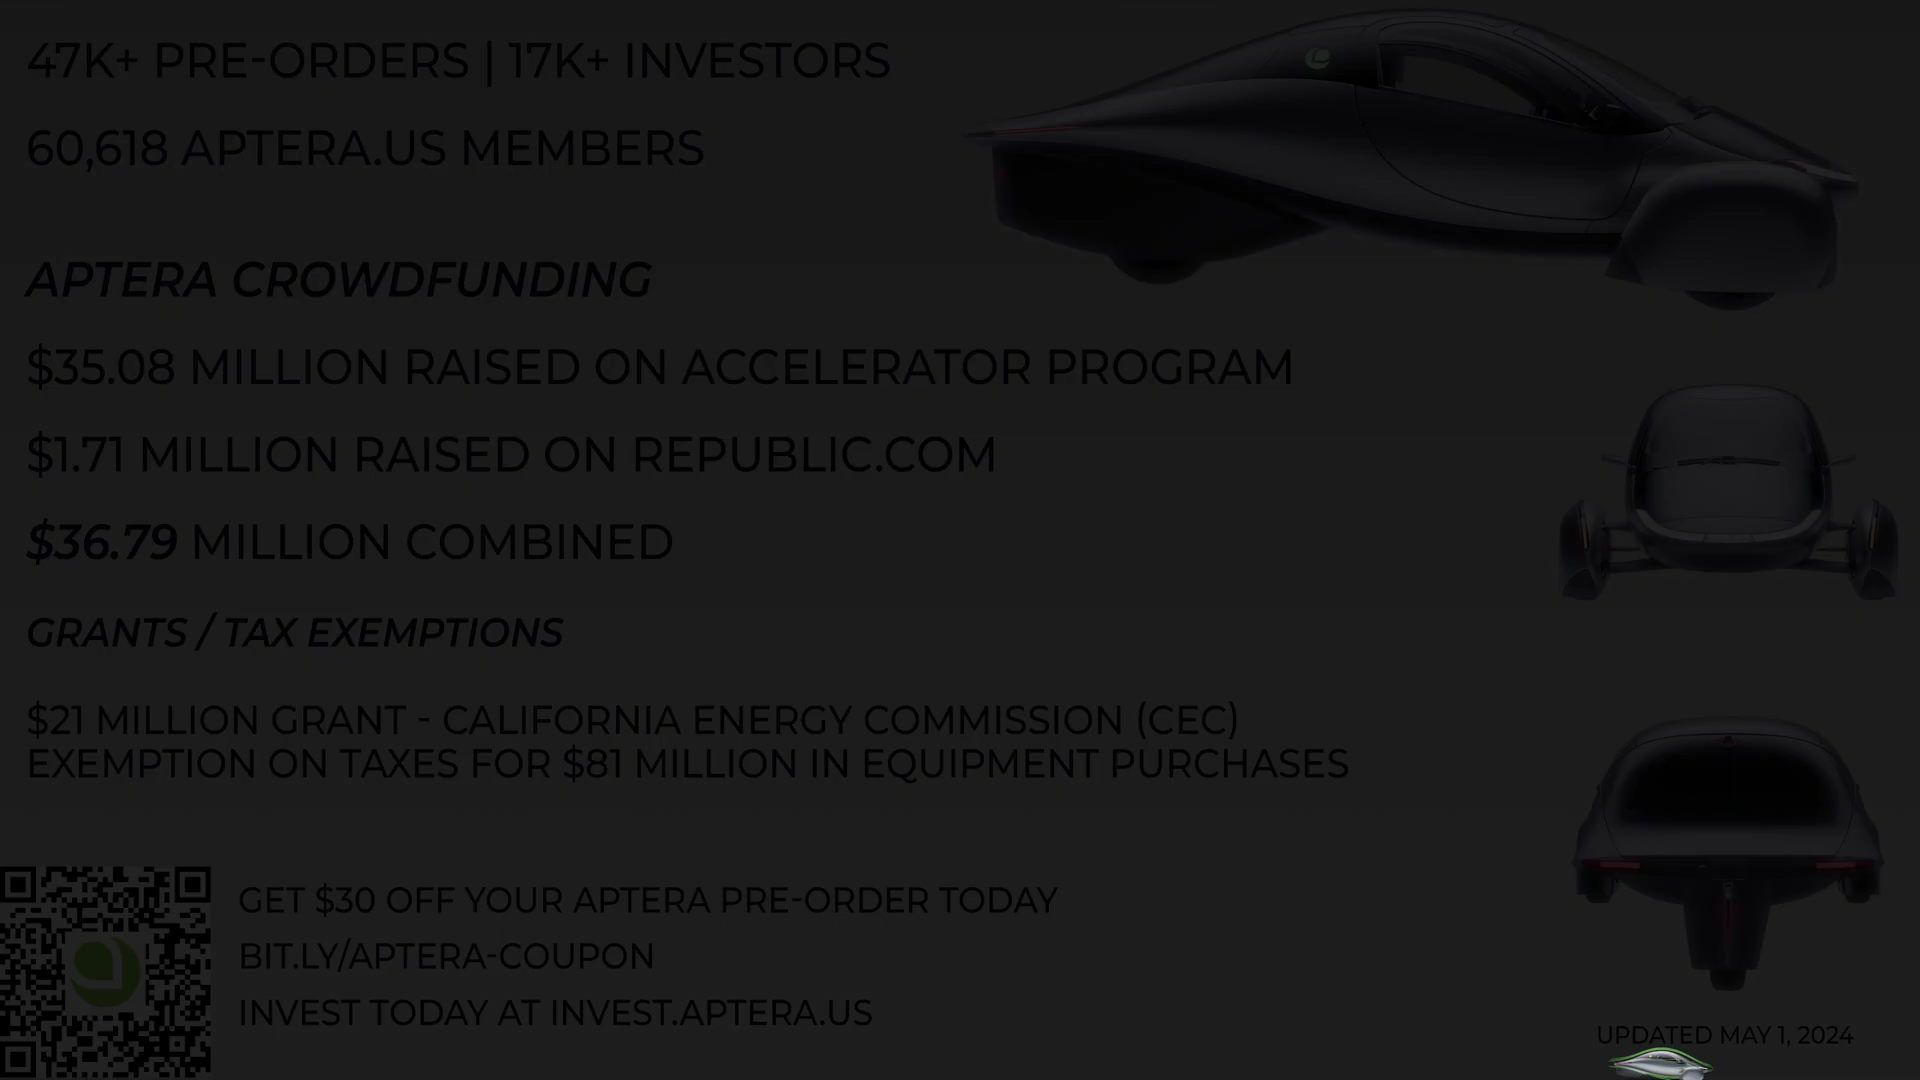 47K+ PRE-ORDERS | 17K+ INVESTORS
60,618 APTERA.US MEMBERS
APTERA CROWDFUNDING
$35.08 MILLION RAISED ON ACCELERATOR PROGRAM
$1.71 MILLION RAISED ON REPUBLIC.COM
$36.79 MILLION COMBINED
GRANTS / TAX EXEMPTIONS
$21 MILLION GRANT - CALIFORNIA ENERGY COMMISSION (CEC)
EXEMPTION ON TAXES FOR $81 MILLION IN EQUIPMENT PURCHASES
GET $30 OFF YOUR APTERA PRE-ORDER TODAY
BIT.LY/APTERA-COUPON
INVEST TODAY AT INVEST.APTERA.US
UPDATED MAY 1, 2024